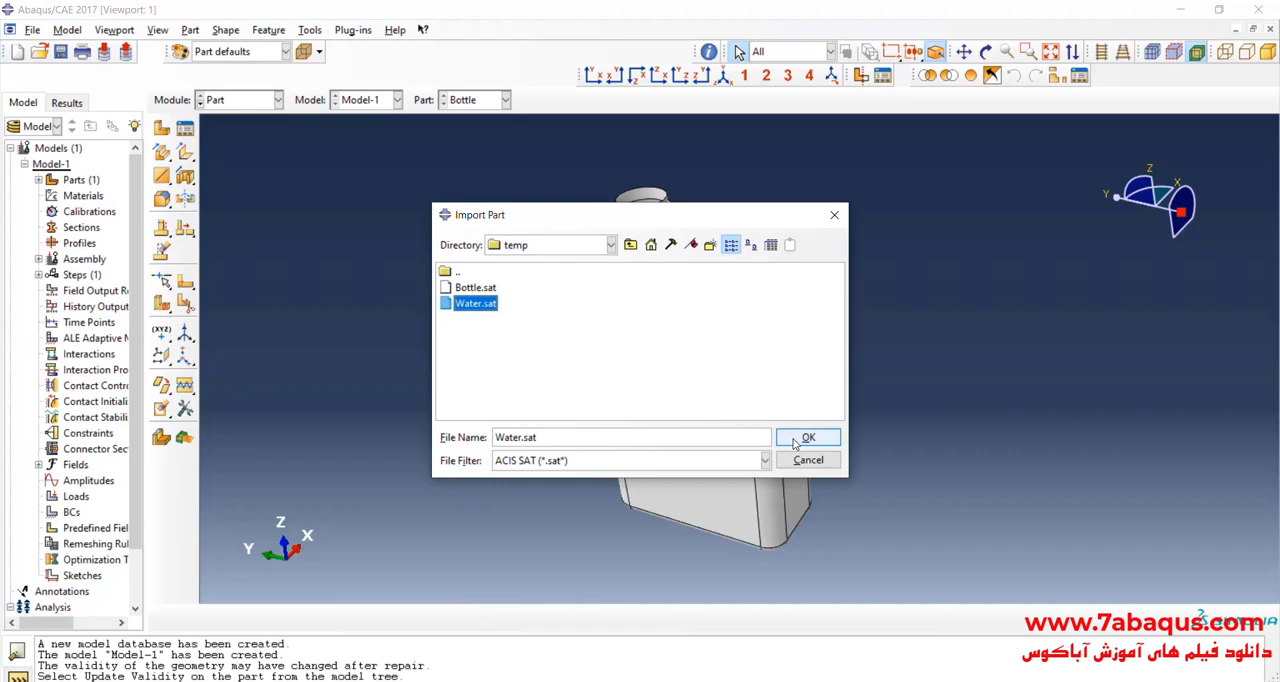 Abaqus/CAE 2017 [Viewport: 1]
File Model Viewport View Part Shape Feature Tools Plug-ins Help
Part defaults
All
1 2 3 4
Model Results
Module: Part Model: Model-1 Part: Bottle
Model
Models (1)
Model-1
Parts (1)
Materials
Calibrations
Sections
Profiles
Assembly
Steps (1)
Field Output Re
History Output
Time Points
ALE Adaptive M
Interactions
Interaction Pro
Contact Contro
Contact Initializ
Contact Stabiliz
Constraints
Connector Sect
Fields
Amplitudes
Loads
BCs
Predefined Field
Remeshing Rule
Optimization T
Sketches
Annotations
Analysis
Import Part
Directory: temp
..
Bottle.sat
Water.sat
File Name: Water.sat
OK
File Filter: ACIS SAT (*.sat*)
Cancel
Z
X
Y
Z
X
Y
A new model database has been created.
The model "Model-1" has been created.
The validity of the geometry may have changed after repair.
Select Update Validity on the part from the model tree.
www.7abaqus.com
دانلود فیلم های آموزش آباکوس